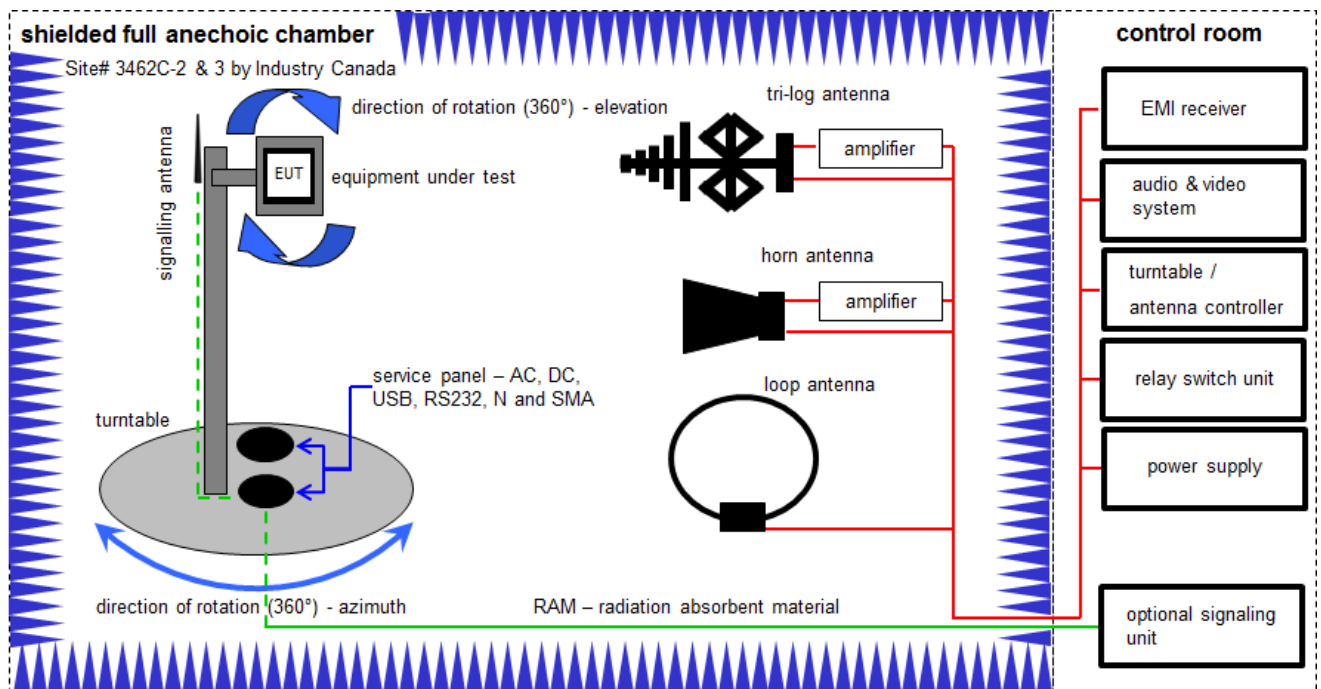 shielded full anechoic chamber
Site# 3462C-2 & 3 by Industry Canada
direction of rotation (360°) - elevation
signalling antenna
EUT
equipment under test
tri-log antenna
amplifier
horn antenna
amplifier
service panel – AC, DC,
USB, RS232, N and SMA
loop antenna
turntable
direction of rotation (360°) - azimuth
RAM – radiation absorbent material
control room
EMI receiver
audio & video
system
turntable /
antenna controller
relay switch unit
power supply
optional signaling
unit